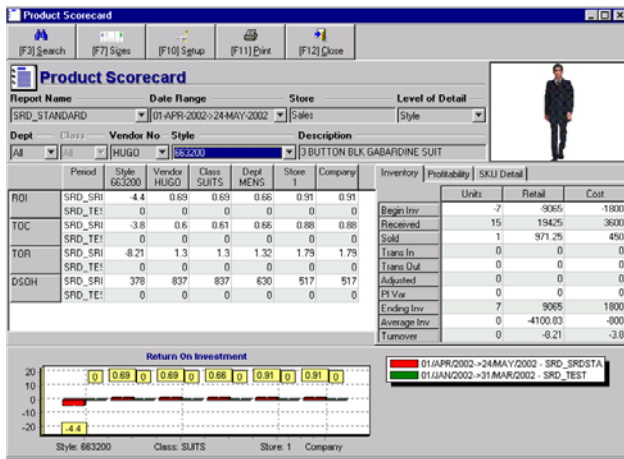 Product Scorecard
[F3] Search [F7] Sizes [F10] Setup [F11] Print [F12] Close
Product Scorecard
Report Name Date Range Store Level of Detail
SRD_STANDARD 01-APR-2002->24-MAY-2002 Sales Style
Dept Class Vendor No Style Description
All All HUGO 663200 3 BUTTON BLK GABARDINE SUIT
Inventory Profitability SKU Detail
Period Style 663200 Vendor HUGO Class SUITS Dept MENS Store 1 Company
ROI SRD_SRI -4.4 0.69 0.69 0.66 0.91 0.91
SRD_TES 0 0 0 0 0 0
TOC SRD_SRI -3.8 0.6 0.61 0.66 0.88 0.88
SRD_TES 0 0 0 0 0 0
TOR SRD_SRI -8.21 1.3 1.3 1.32 1.79 1.79
SRD_TES 0 0 0 0 0 0
DSOH SRD_SRI 378 837 837 630 517 517
SRD_TES 0 0 0 0 0 0
Units Retail Cost
Begin Inv -7 -9065 -1800
Received 15 19425 3600
Sold 1 971.25 450
Trans In 0 0 0
Trans Out 0 0 0
Adjusted 0 0 0
PI Var 0 0 0
Ending Inv 7 9065 1800
Average Inv 0 -4100.83 -800
Turnover 0 -8.21 -3.8
Return On Investment
20
10
0
-10
-20
-4.4 0 0.69 0 0.69 0 0.66 0 0.91 0 0.91 0
Style: 663200 Class: SUITS Store: 1 Company
01/APR/2002->24/MAY/2002 - SRD_SRDSTA
01/JAN/2002->31/MAR/2002 - SRD_TEST